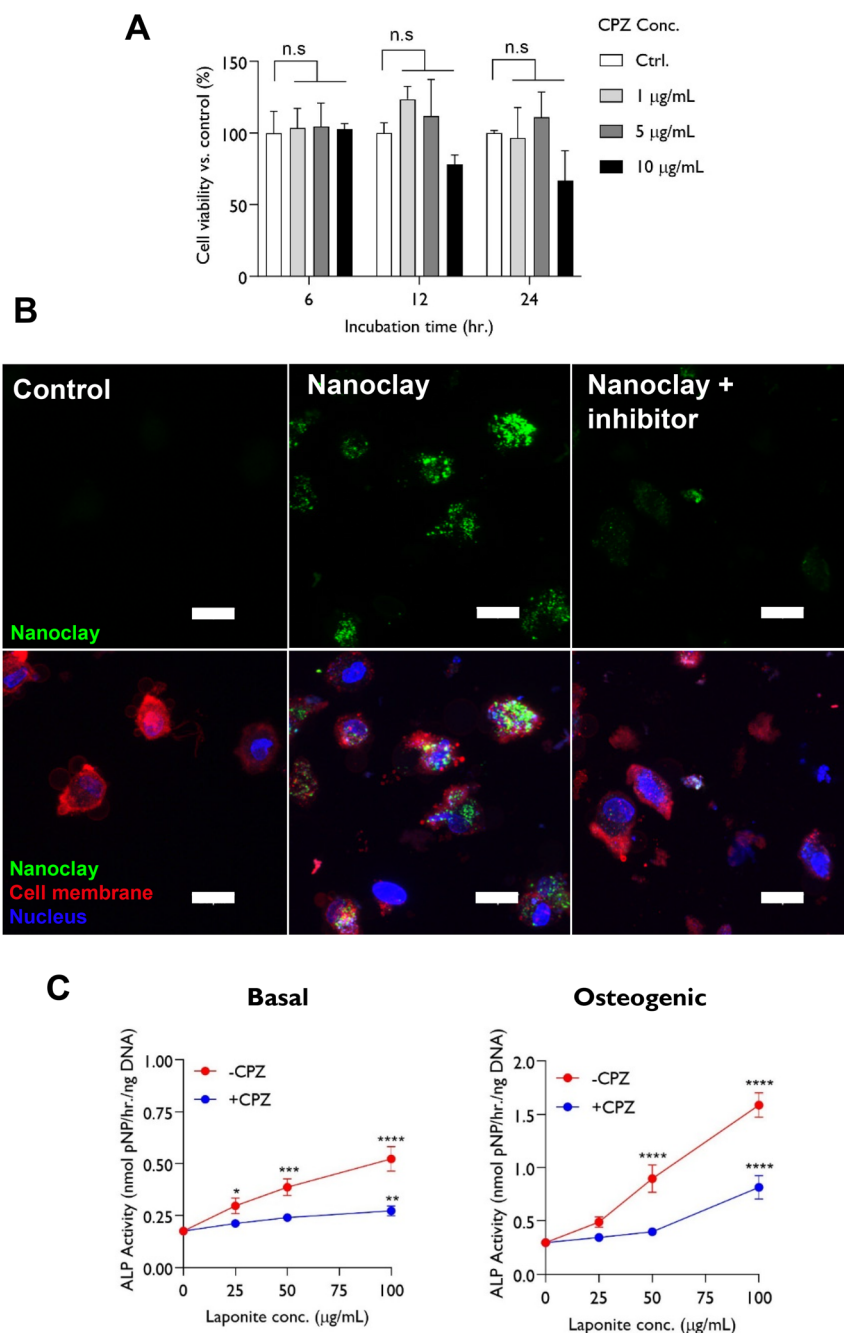 A
CPZ Conc.
n.s
n.s
n.s
Ctrl.
1 μg/mL
5 μg/mL
10 μg/mL
Cell viability vs. control (%)
150
100
50
0
6
12
24
Incubation time (hr.)
B
Control
Nanoclay
Nanoclay +
inhibitor
Nanoclay
Nanoclay
Cell membrane
Nucleus
C
Basal
ALP Activity (nmol pNP/hr./ng DNA)
1.00
0.75
0.50
0.25
0.00
-CPZ
+CPZ
*
***
****
**
0
25
50
75
100
Laponite conc. (μg/mL)
Osteogenic
ALP Activity (nmol pNP/hr./ng DNA)
2.0
1.5
1.0
0.5
0.0
-CPZ
+CPZ
****
****
****
0
25
50
75
100
Laponite conc. (μg/mL)